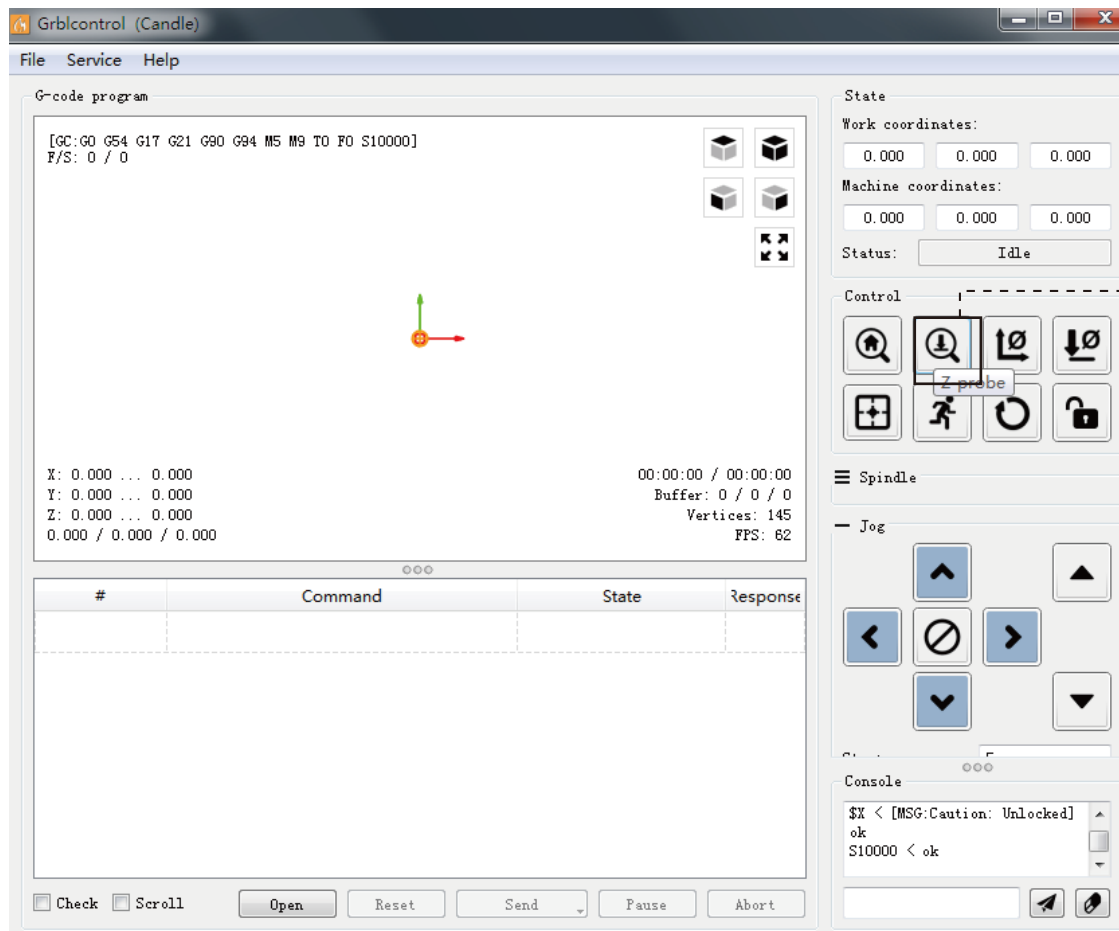 Grblcontrol (Candle)
File Service Help
G-code program
[GC:G0 G54 G17 G21 G90 G94 M5 M9 T0 F0 S10000]
F/S: 0 / 0
X: 0.000 ... 0.000
Y: 0.000 ... 0.000
Z: 0.000 ... 0.000
0.000 / 0.000 / 0.000
00:00:00 / 00:00:00
Buffer: 0 / 0 / 0
Vertices: 145
FPS: 62
# Command State Response
Check Scroll Open Reset Send Pause Abort
State
Work coordinates:
0.000 0.000 0.000
Machine coordinates:
0.000 0.000 0.000
Status: Idle
Control
Z-probe
Spindle
Jog
Console
$X < [MSG:Caution: Unlocked]
ok
S10000 < ok